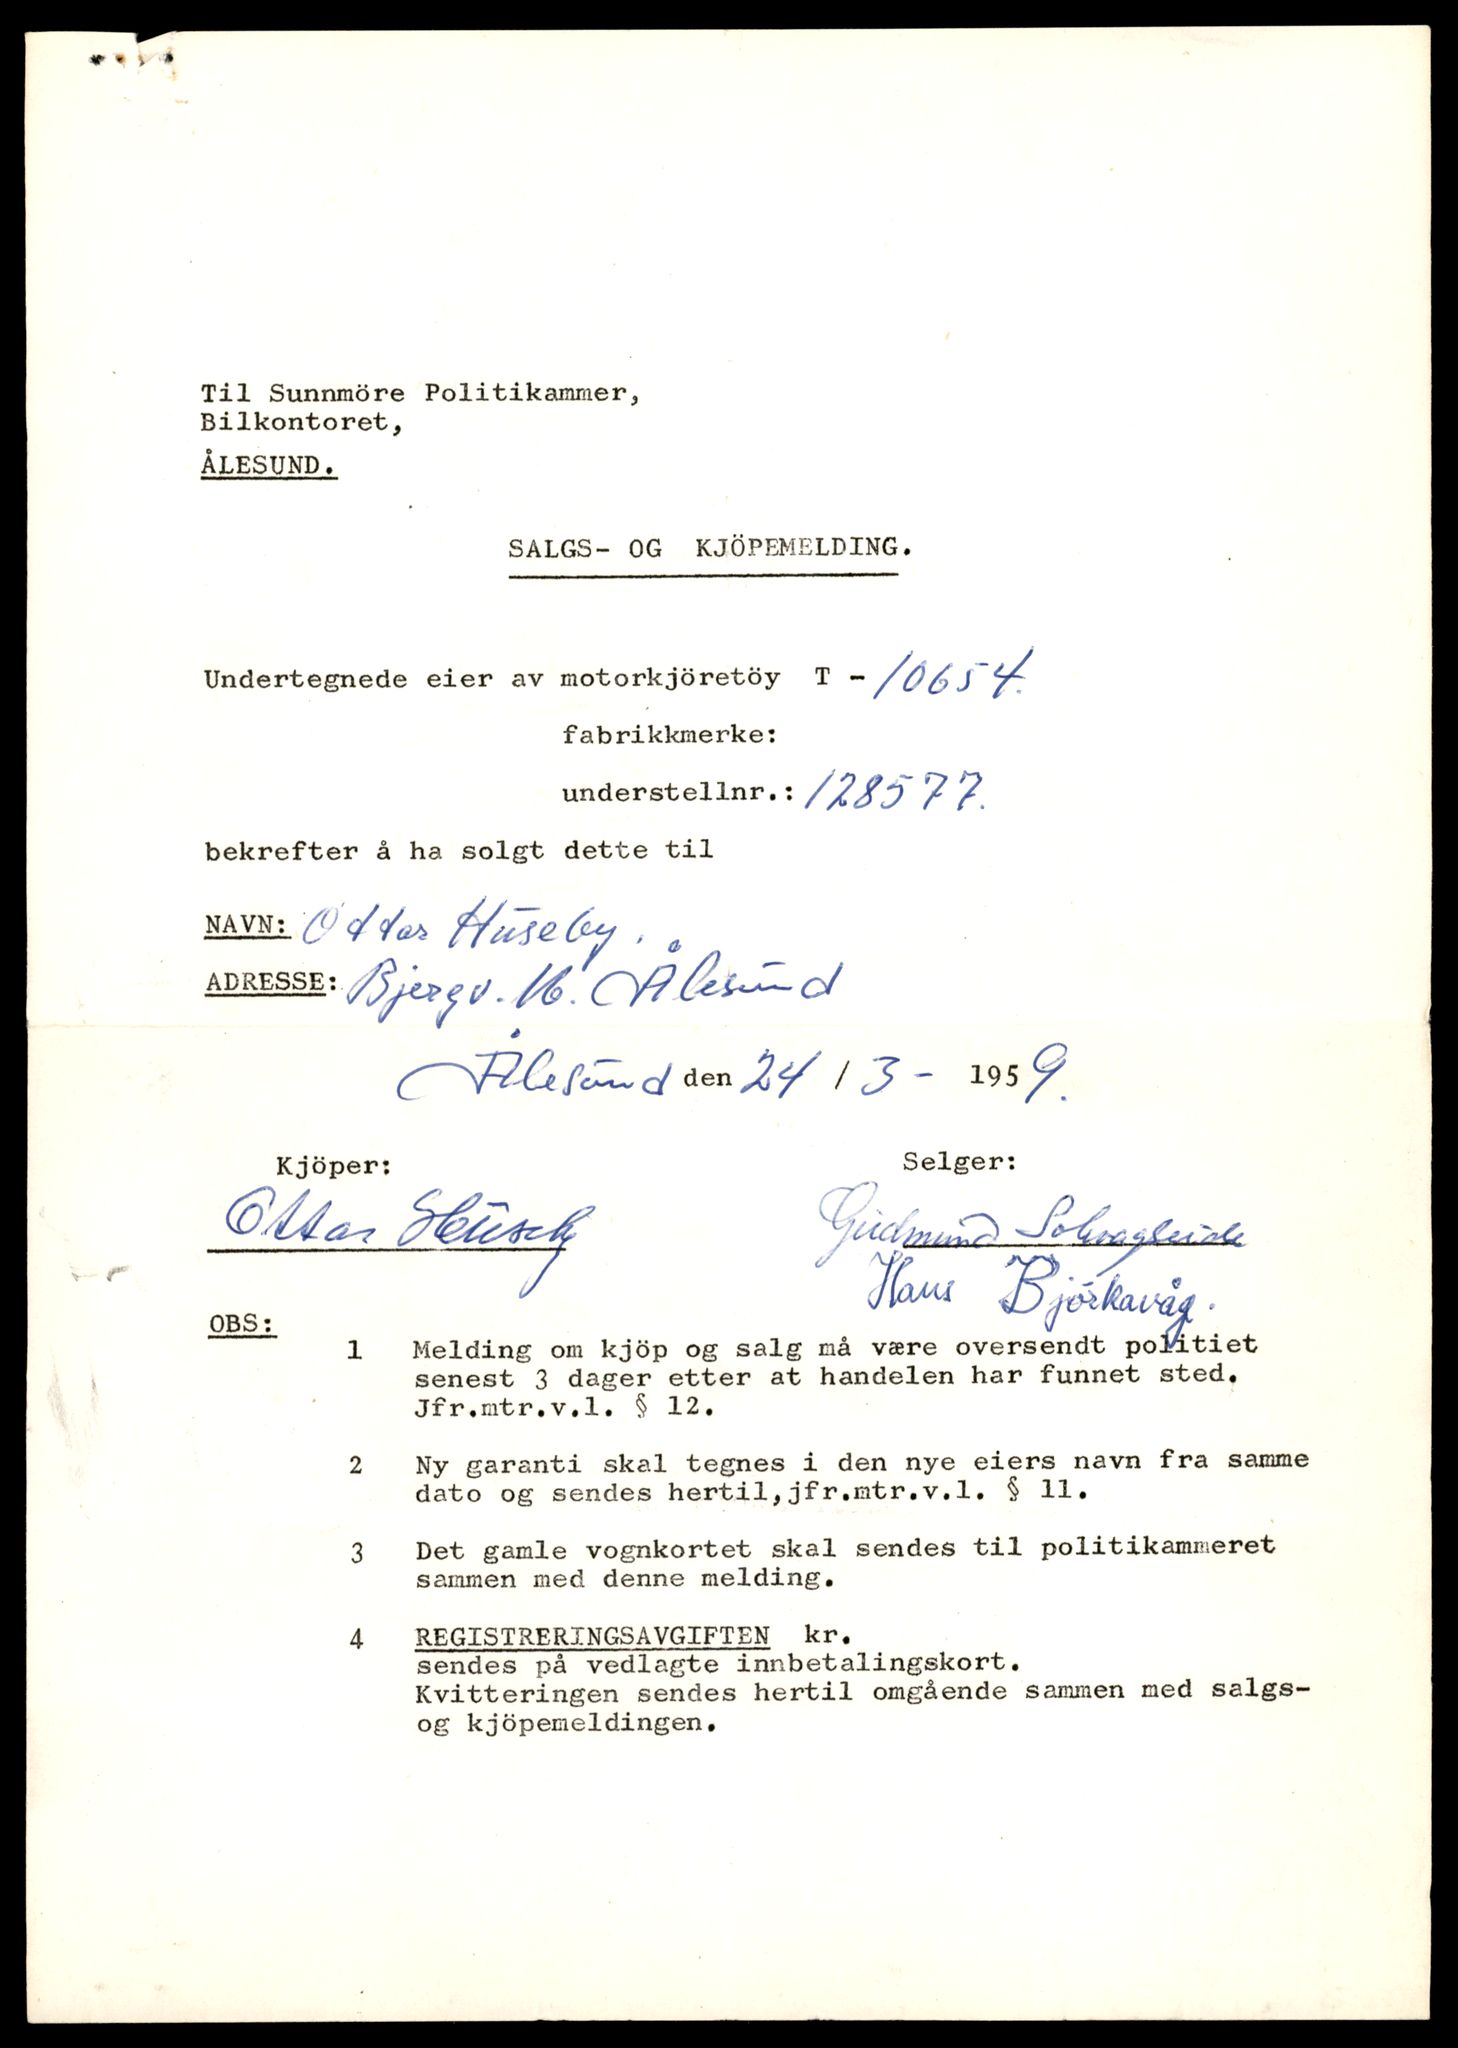 Til Sunnmöre Politikammer,
Bilkontoret,
ÅLESUND.
SALGS- OG KJÖPEMELDING.
Undertegnede eier av motorkjöretöy T - 10654.
fabrikkmerke:
understellnr.: 128577.
bekrefter å ha solgt dette til
NAVN: Ottar Huseby.
ADRESSE: Bjergv. 16. Ålesund
Ålesund den 24 / 3 - 1959.
Kjöper: Selger:
Ottar Huseby Gudmund
Hans Björkavåg.
OBS:
1 Melding om kjöp og salg må være oversendt politiet
senest 3 dager etter at handelen har funnet sted.
Jfr.mtr.v.l. § 12.
2 Ny garanti skal tegnes i den nye eiers navn fra samme
dato og sendes hertil,jfr.mtr.v.l. § 11.
3 Det gamle vognkortet skal sendes til politikammeret
sammen med denne melding.
4 REGISTRERINGSAVGIFTEN kr.
sendes på vedlagte innbetalingskort.
Kvitteringen sendes hertil omgående sammen med salgs-
og kjöpemeldingen.